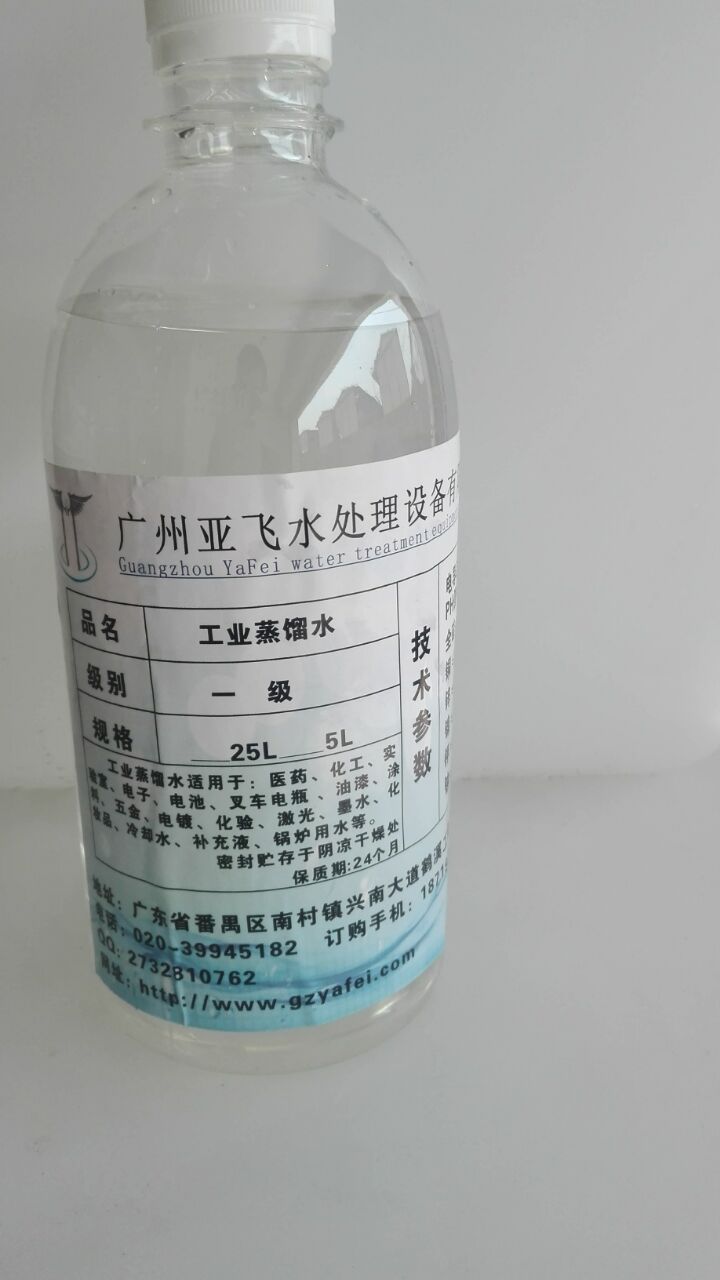 广州亚飞水处理设备有
Guangzhou YaFei water treatment
品名 工业蒸馏水
级别 一 级
规格 ___25L___5L
技术参数
工业蒸馏水适用于：医药、化工、实
验室、电子、电池、叉车电瓶、油漆、涂
料、五金、电镀、化验、激光、墨水、化
妆品、冷却水、补充液、锅炉用水等。
密封贮存于阴凉干燥处
保质期:24个月
地址：广东省番禺区南村镇兴南大道鹤溪
电话：020-39945182 订购手机：1871
QQ：2732810762
网址：http://www.gzyafei.com